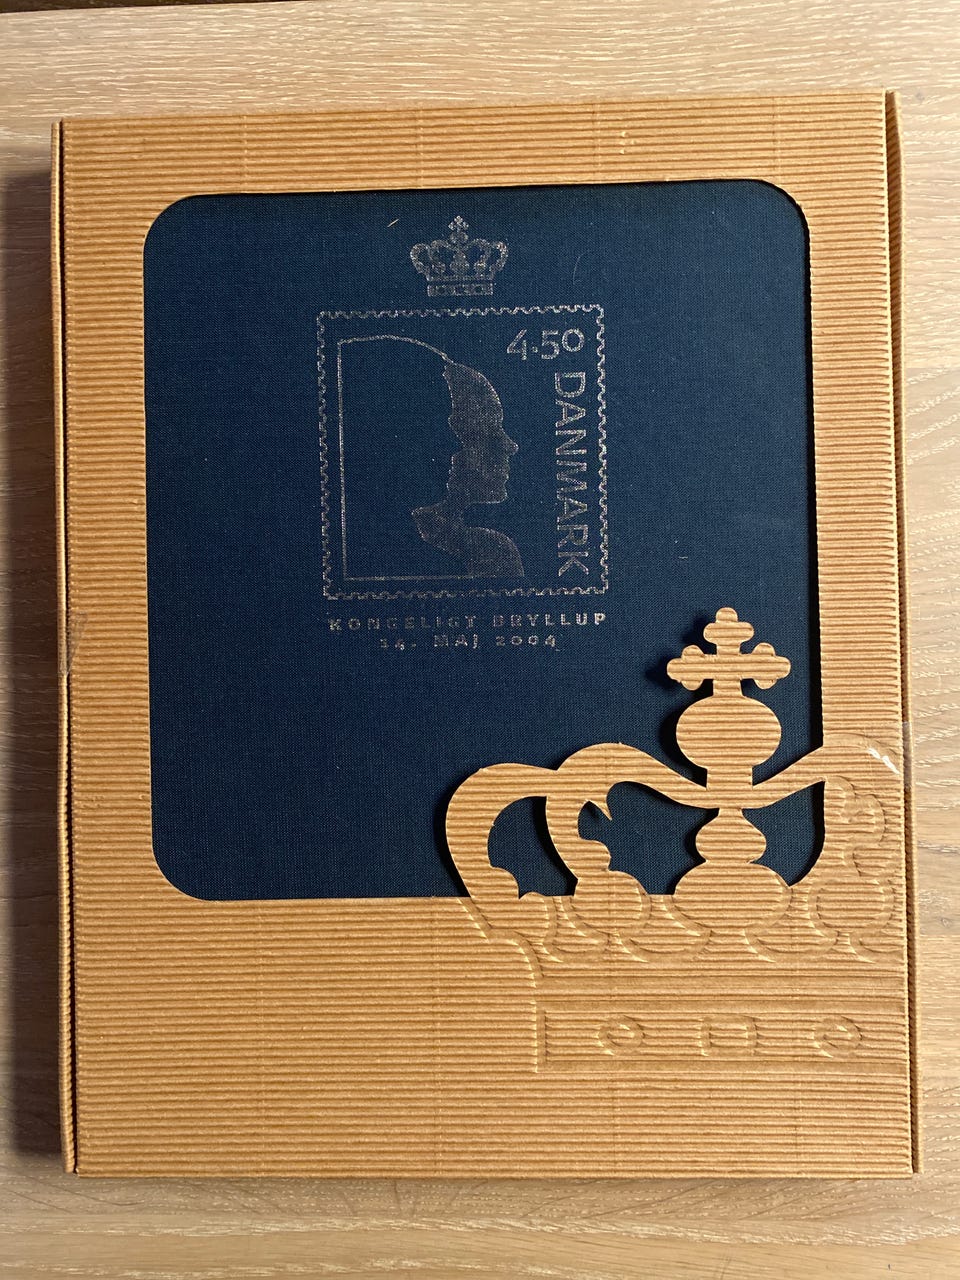 4.50
DANMARK
KONGELIGT BRYLLUP
14. MAJ 2004